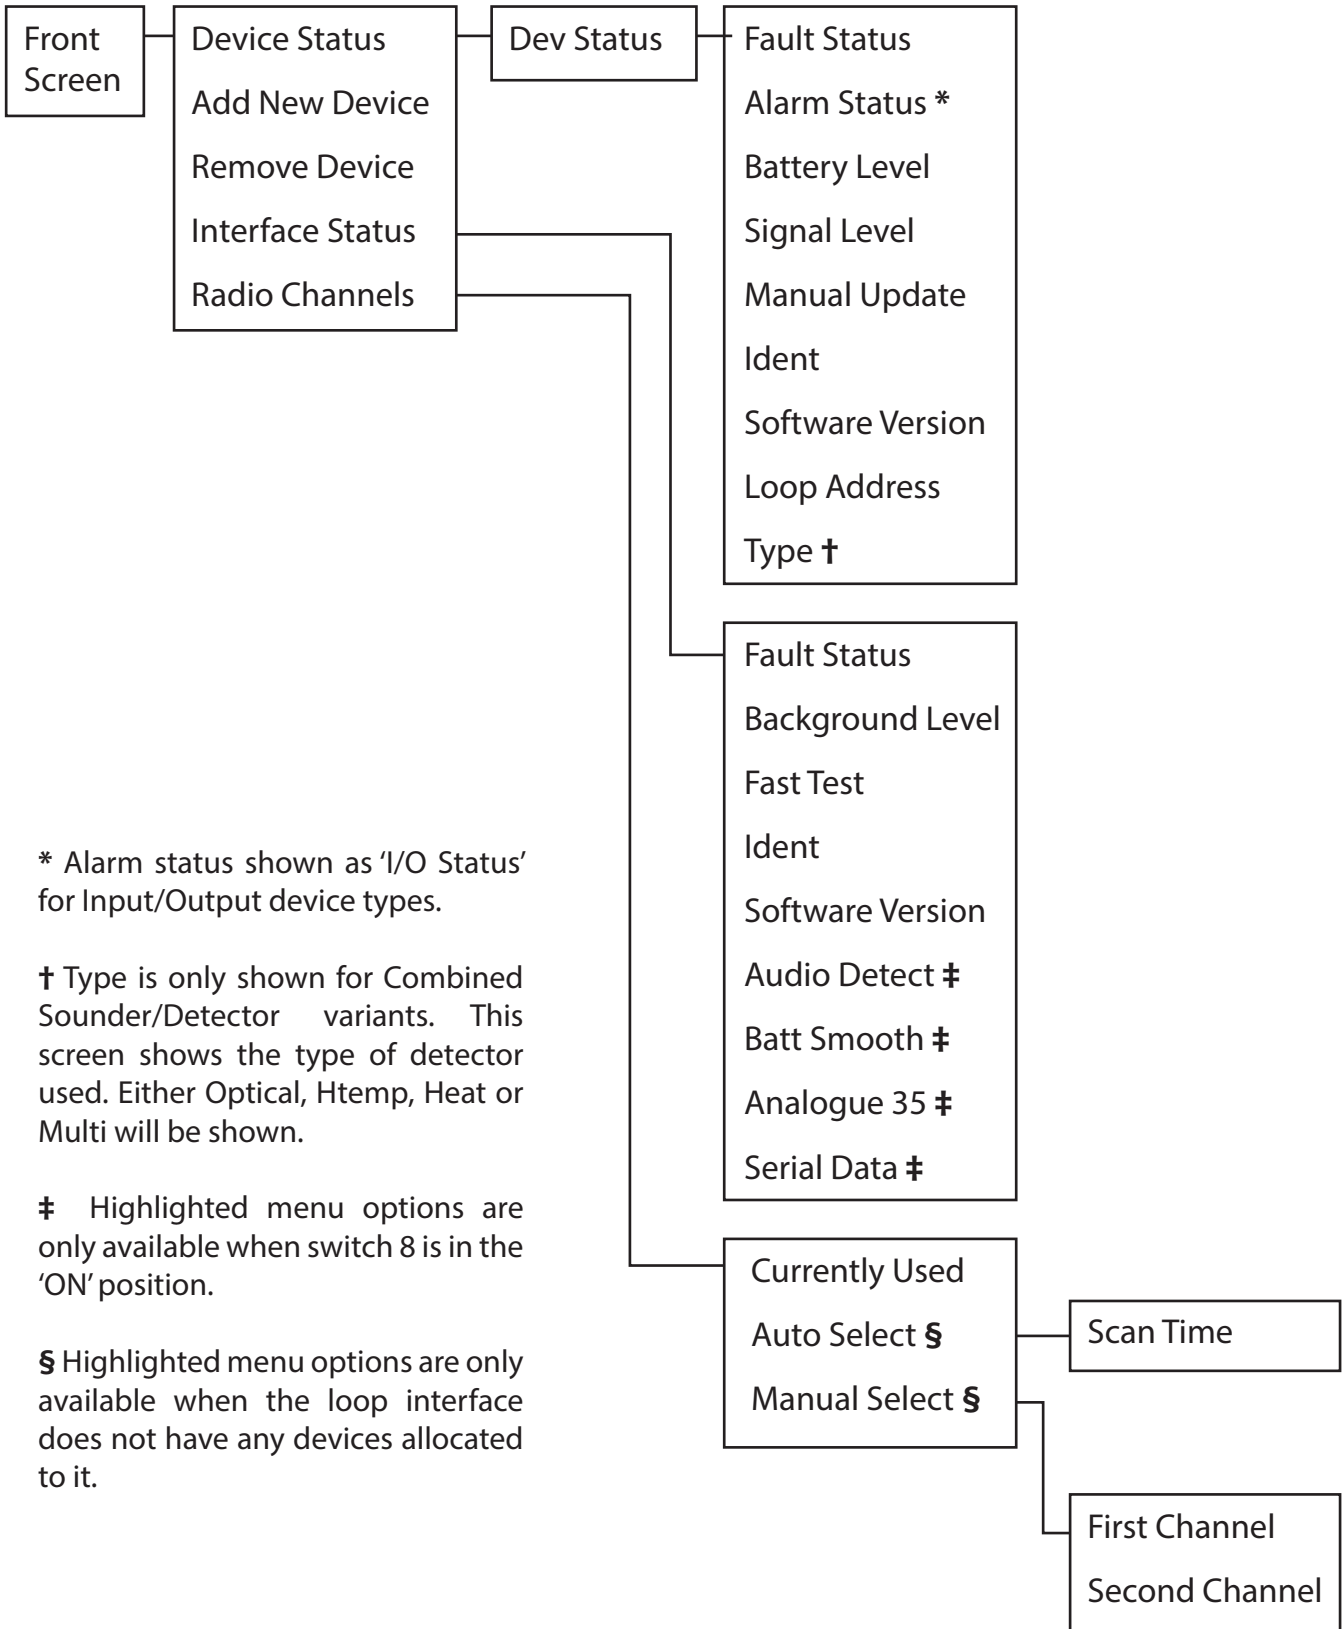 Front
Screen
Device Status
Add New Device
Remove Device
Interface Status
Radio Channels
Dev Status
Fault Status
Alarm Status *
Battery Level
Signal Level
Manual Update
Ident
Software Version
Loop Address
Type †
Fault Status
Background Level
Fast Test
Ident
Software Version
Audio Detect ‡
Batt Smooth ‡
Analogue 35 ‡
Serial Data ‡
Currently Used
Auto Select §
Manual Select §
Scan Time
First Channel
Second Channel
* Alarm status shown as ‘I/O Status’
for Input/Output device types.
† Type is only shown for Combined
Sounder/Detector variants. This
screen shows the type of detector
used. Either Optical, Htemp, Heat or
Multi will be shown.
‡ Highlighted menu options are
only available when switch 8 is in the
‘ON’ position.
§ Highlighted menu options are only
available when the loop interface
does not have any devices allocated
to it.